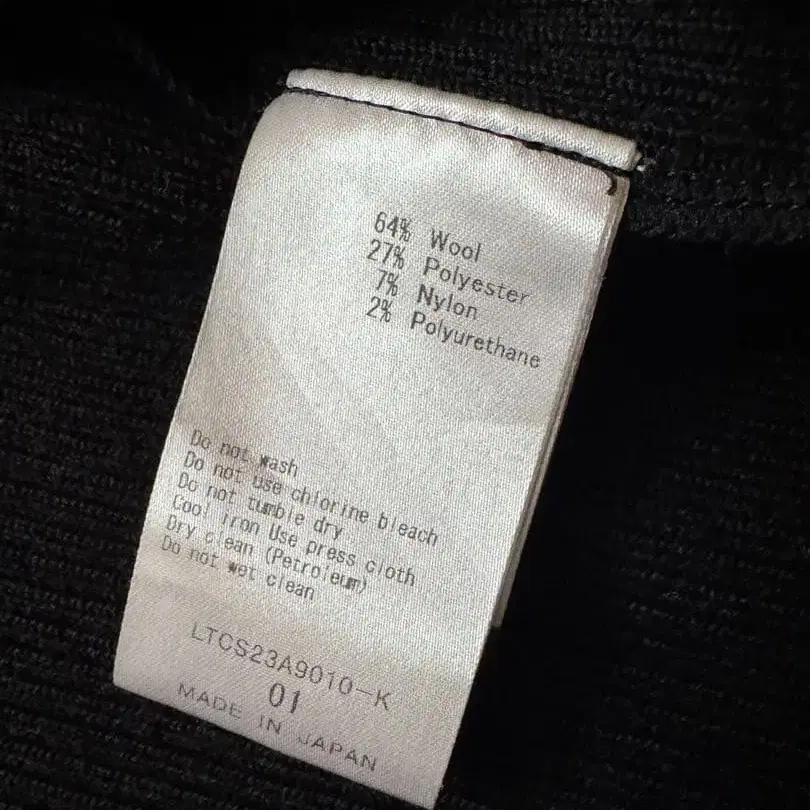 64% Wool
27% Polyester
7% Nylon
2% Polyurethane
Do not wash
Do not use chlorine bleach
Do not tumble dry
Cool iron Use press cloth
Dry clean (Petroleum)
Do not wet clean
LTCS23A9010-K
01
MADE IN JAPAN